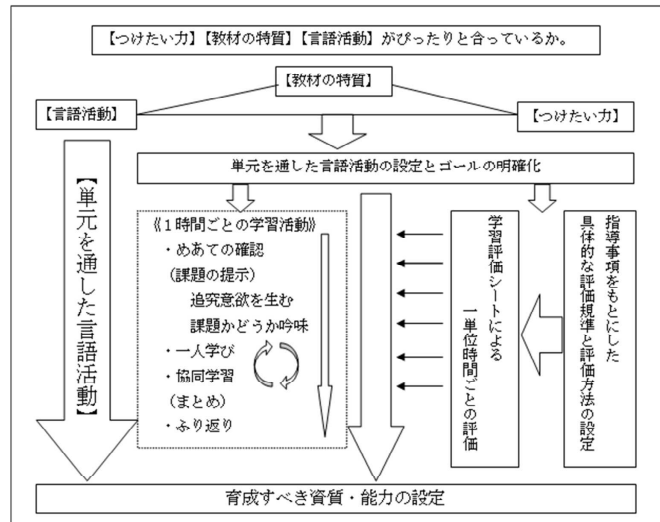 【つけたい力】【教材の特質】【言語活動】がぴったりと合っているか。
【教材の特質】
【言語活動】
【つけたい力】
単元を通した言語活動の設定とゴールの明確化
【単元を通した言語活動】
《1時間ごとの学習活動》
・めあての確認
(課題の提示)
追究意欲を生む
課題かどうか吟味
・一人学び
・協同学習
(まとめ)
・ふり返り
学習評価シートによる
一単位時間ごとの評価
指導事項をもとにした
具体的な評価規準と評価方法の設定
育成すべき資質・能力の設定